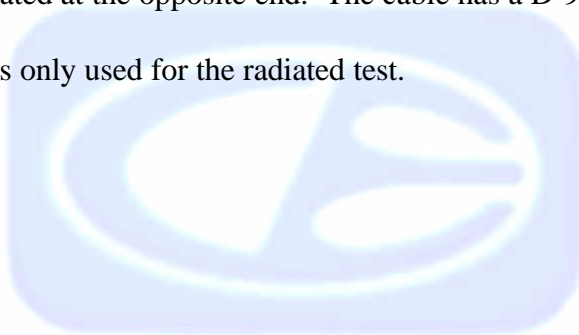 ated at the opposite end. The cable has a D-9
s only used for the radiated test.